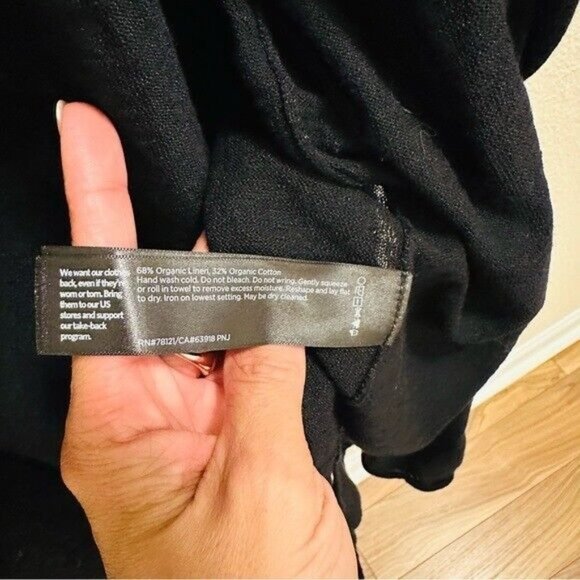 We want our clothes
back, even if they're
worn or torn. Bring
them to our US
stores and support
our take-back
program.
68% Organic Linen, 32% Organic Cotton
Hand wash cold. Do not bleach. Do not wring. Gently squeeze
or roll in towel to remove excess moisture. Reshape and lay flat
to dry. Iron on lowest setting. May be dry cleaned.
RN#78121/CA#63918 PNJ